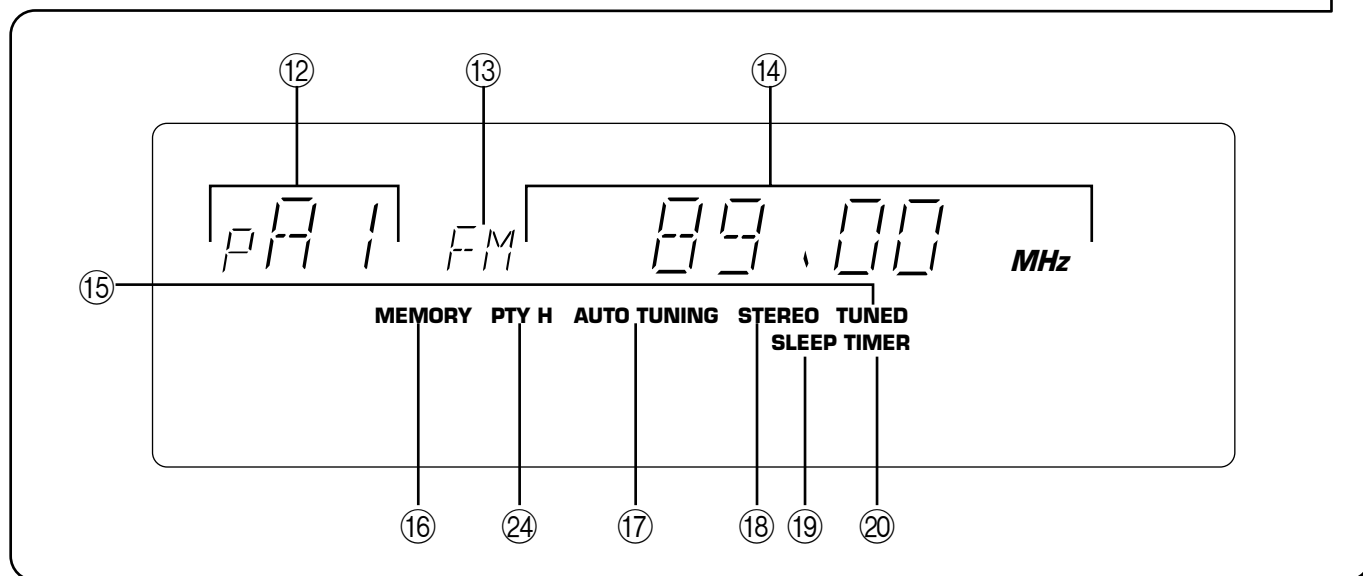 ⑫ ⑬ ⑭
PA1 FM 89.00 MHz
⑮
MEMORY PTY H AUTO TUNING STEREO TUNED
SLEEP TIMER
⑯ ㉔ ⑰ ⑱ ⑲ ⑳